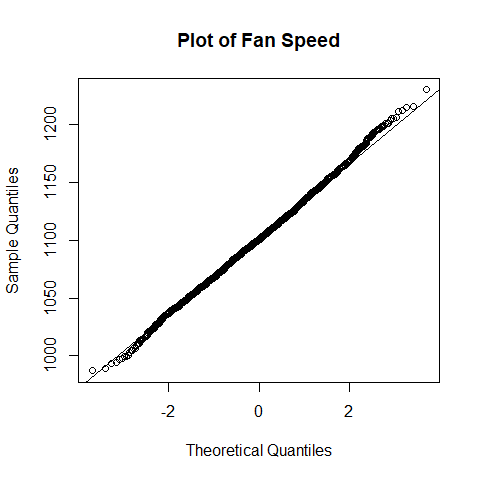 Plot of Fan Speed
Sample Quantiles
1200
1150
1100
1050
1000
-2 0 2
Theoretical Quantiles